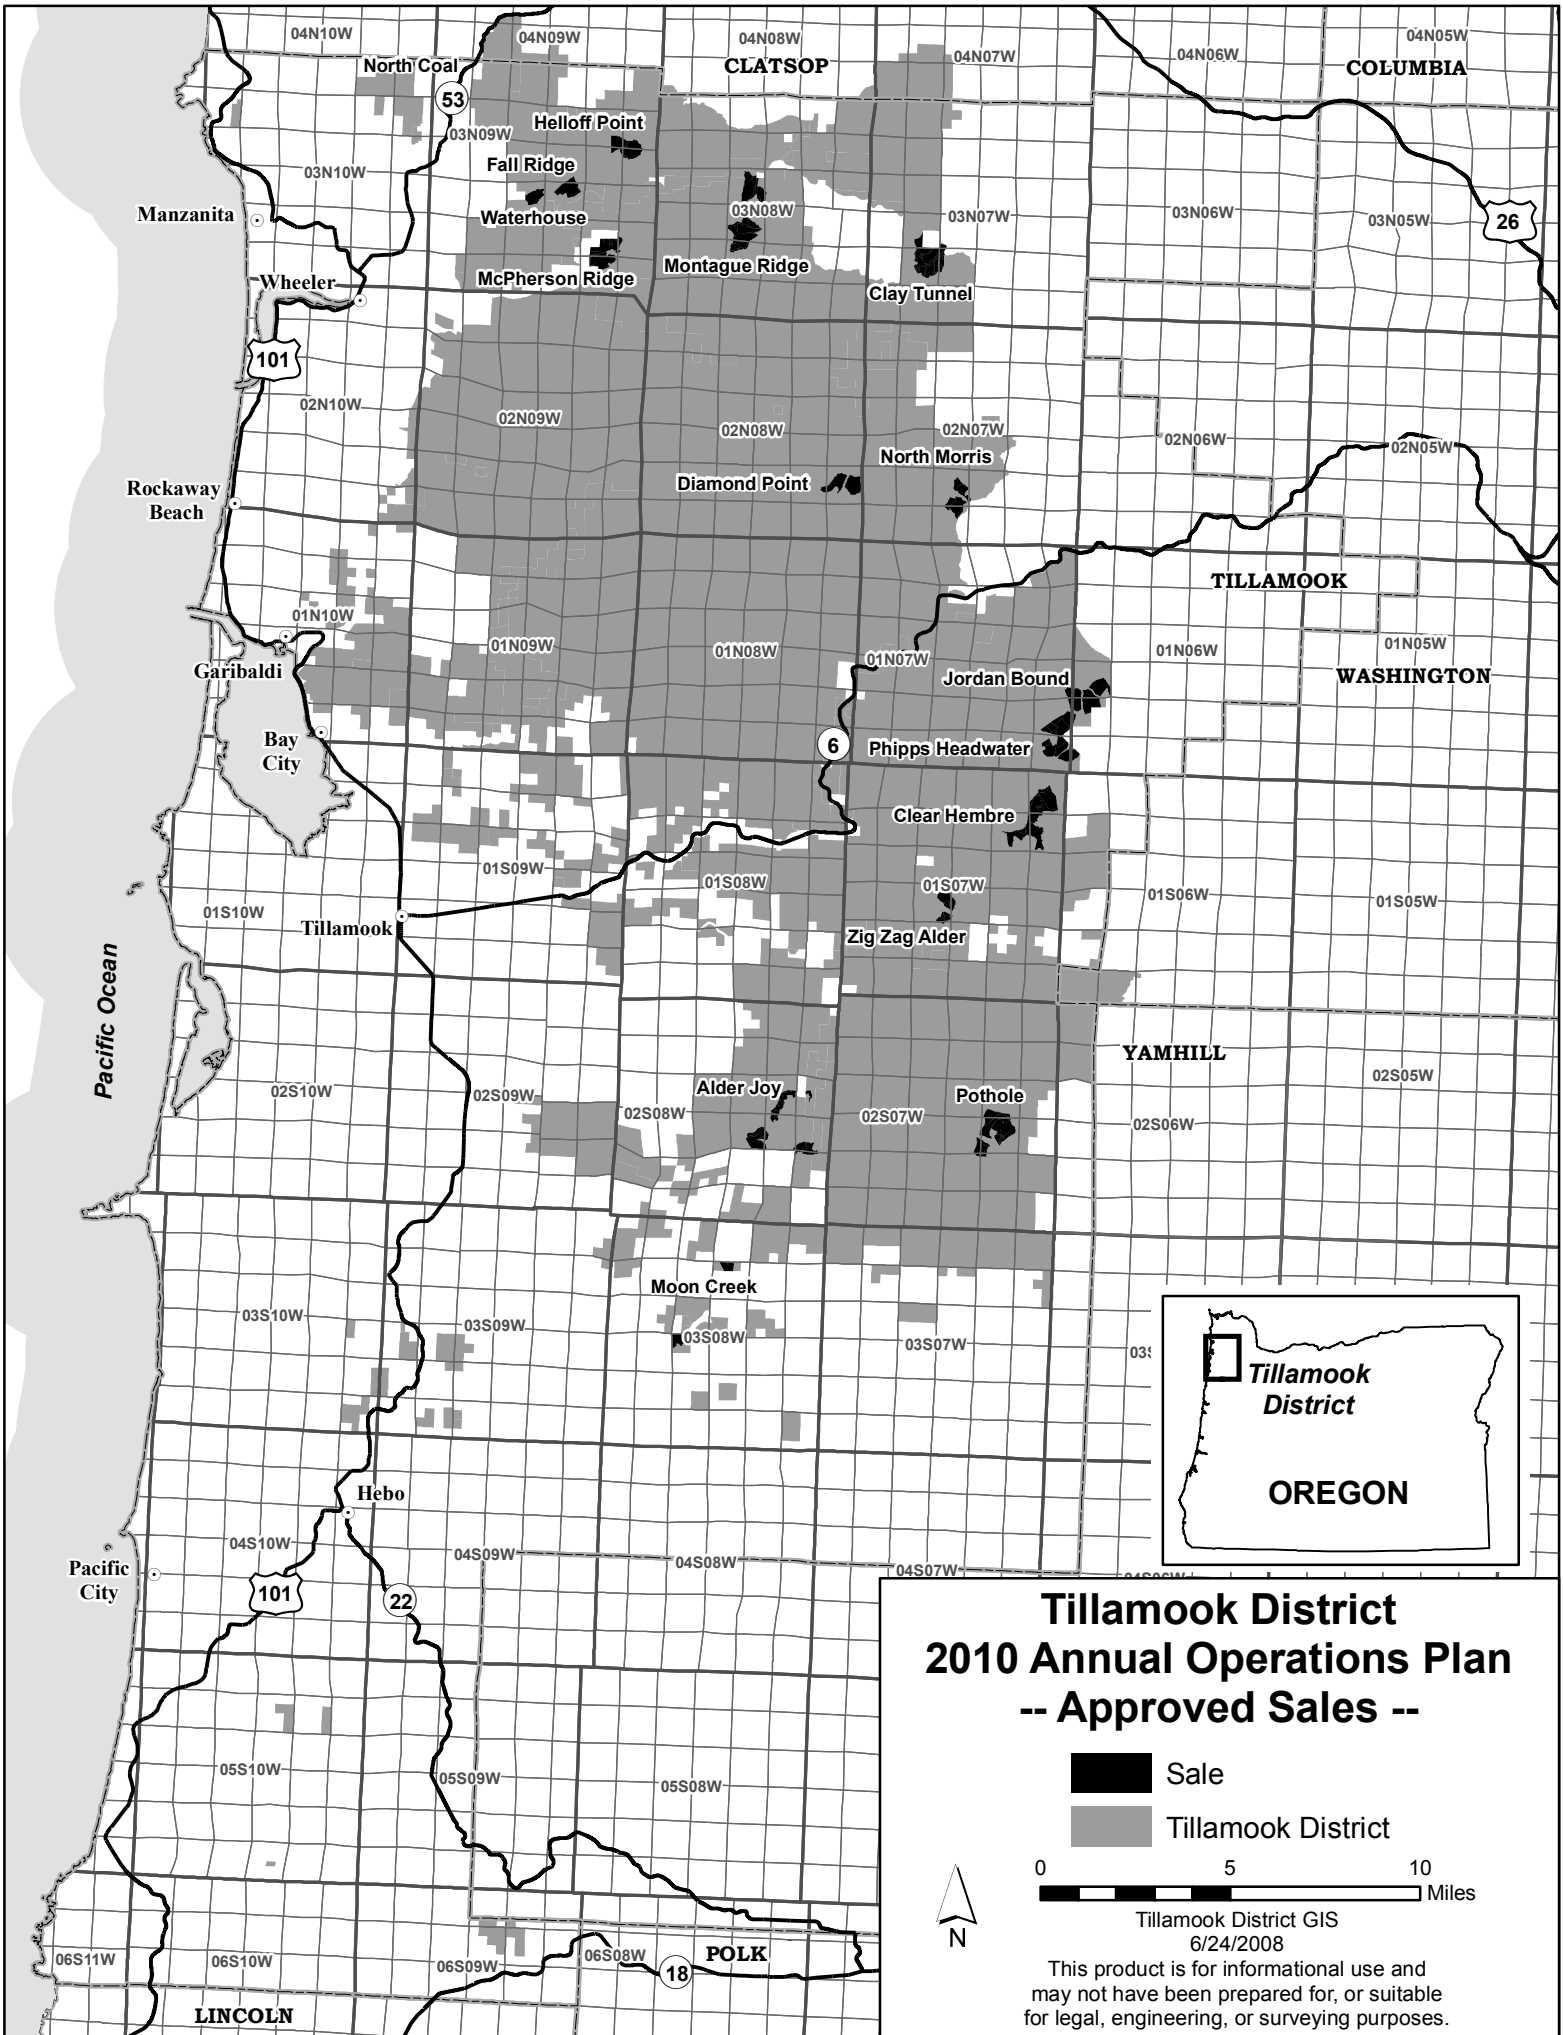 04N10W
04N09W
04N08W
04N07W
04N06W
04N05W
North Coal
CLATSOP
COLUMBIA
53
Helloff Point
03N09W
Fall Ridge
03N10W
Manzanita
Waterhouse
03N08W
03N07W
03N06W
03N05W
26
McPherson Ridge
Montague Ridge
Clay Tunnel
Wheeler
101
02N10W
02N09W
02N08W
02N07W
02N06W
02N05W
North Morris
Diamond Point
Rockaway
Beach
TILLAMOOK
01N10W
01N09W
01N08W
01N07W
01N06W
01N05W
Garibaldi
Jordan Bound
WASHINGTON
Bay
City
6
Phipps Headwater
Clear Hembre
01S09W
01S08W
01S07W
01S06W
01S05W
01S10W
Tillamook
Zig Zag Alder
Pacific Ocean
YAMHILL
02S10W
02S09W
02S08W
Alder Joy
02S07W
Pothole
02S06W
02S05W
Moon Creek
03S10W
03S09W
03S08W
03S07W
03S
Tillamook
District
OREGON
Hebo
04S10W
04S09W
04S08W
04S07W
04S06W
Pacific
City
101
22
Tillamook District
2010 Annual Operations Plan
-- Approved Sales --
Sale
Tillamook District
0 5 10
Miles
N
Tillamook District GIS
6/24/2008
This product is for informational use and
may not have been prepared for, or suitable
for legal, engineering, or surveying purposes.
05S10W
05S09W
05S08W
06S11W
06S10W
06S09W
06S08W
18
POLK
LINCOLN